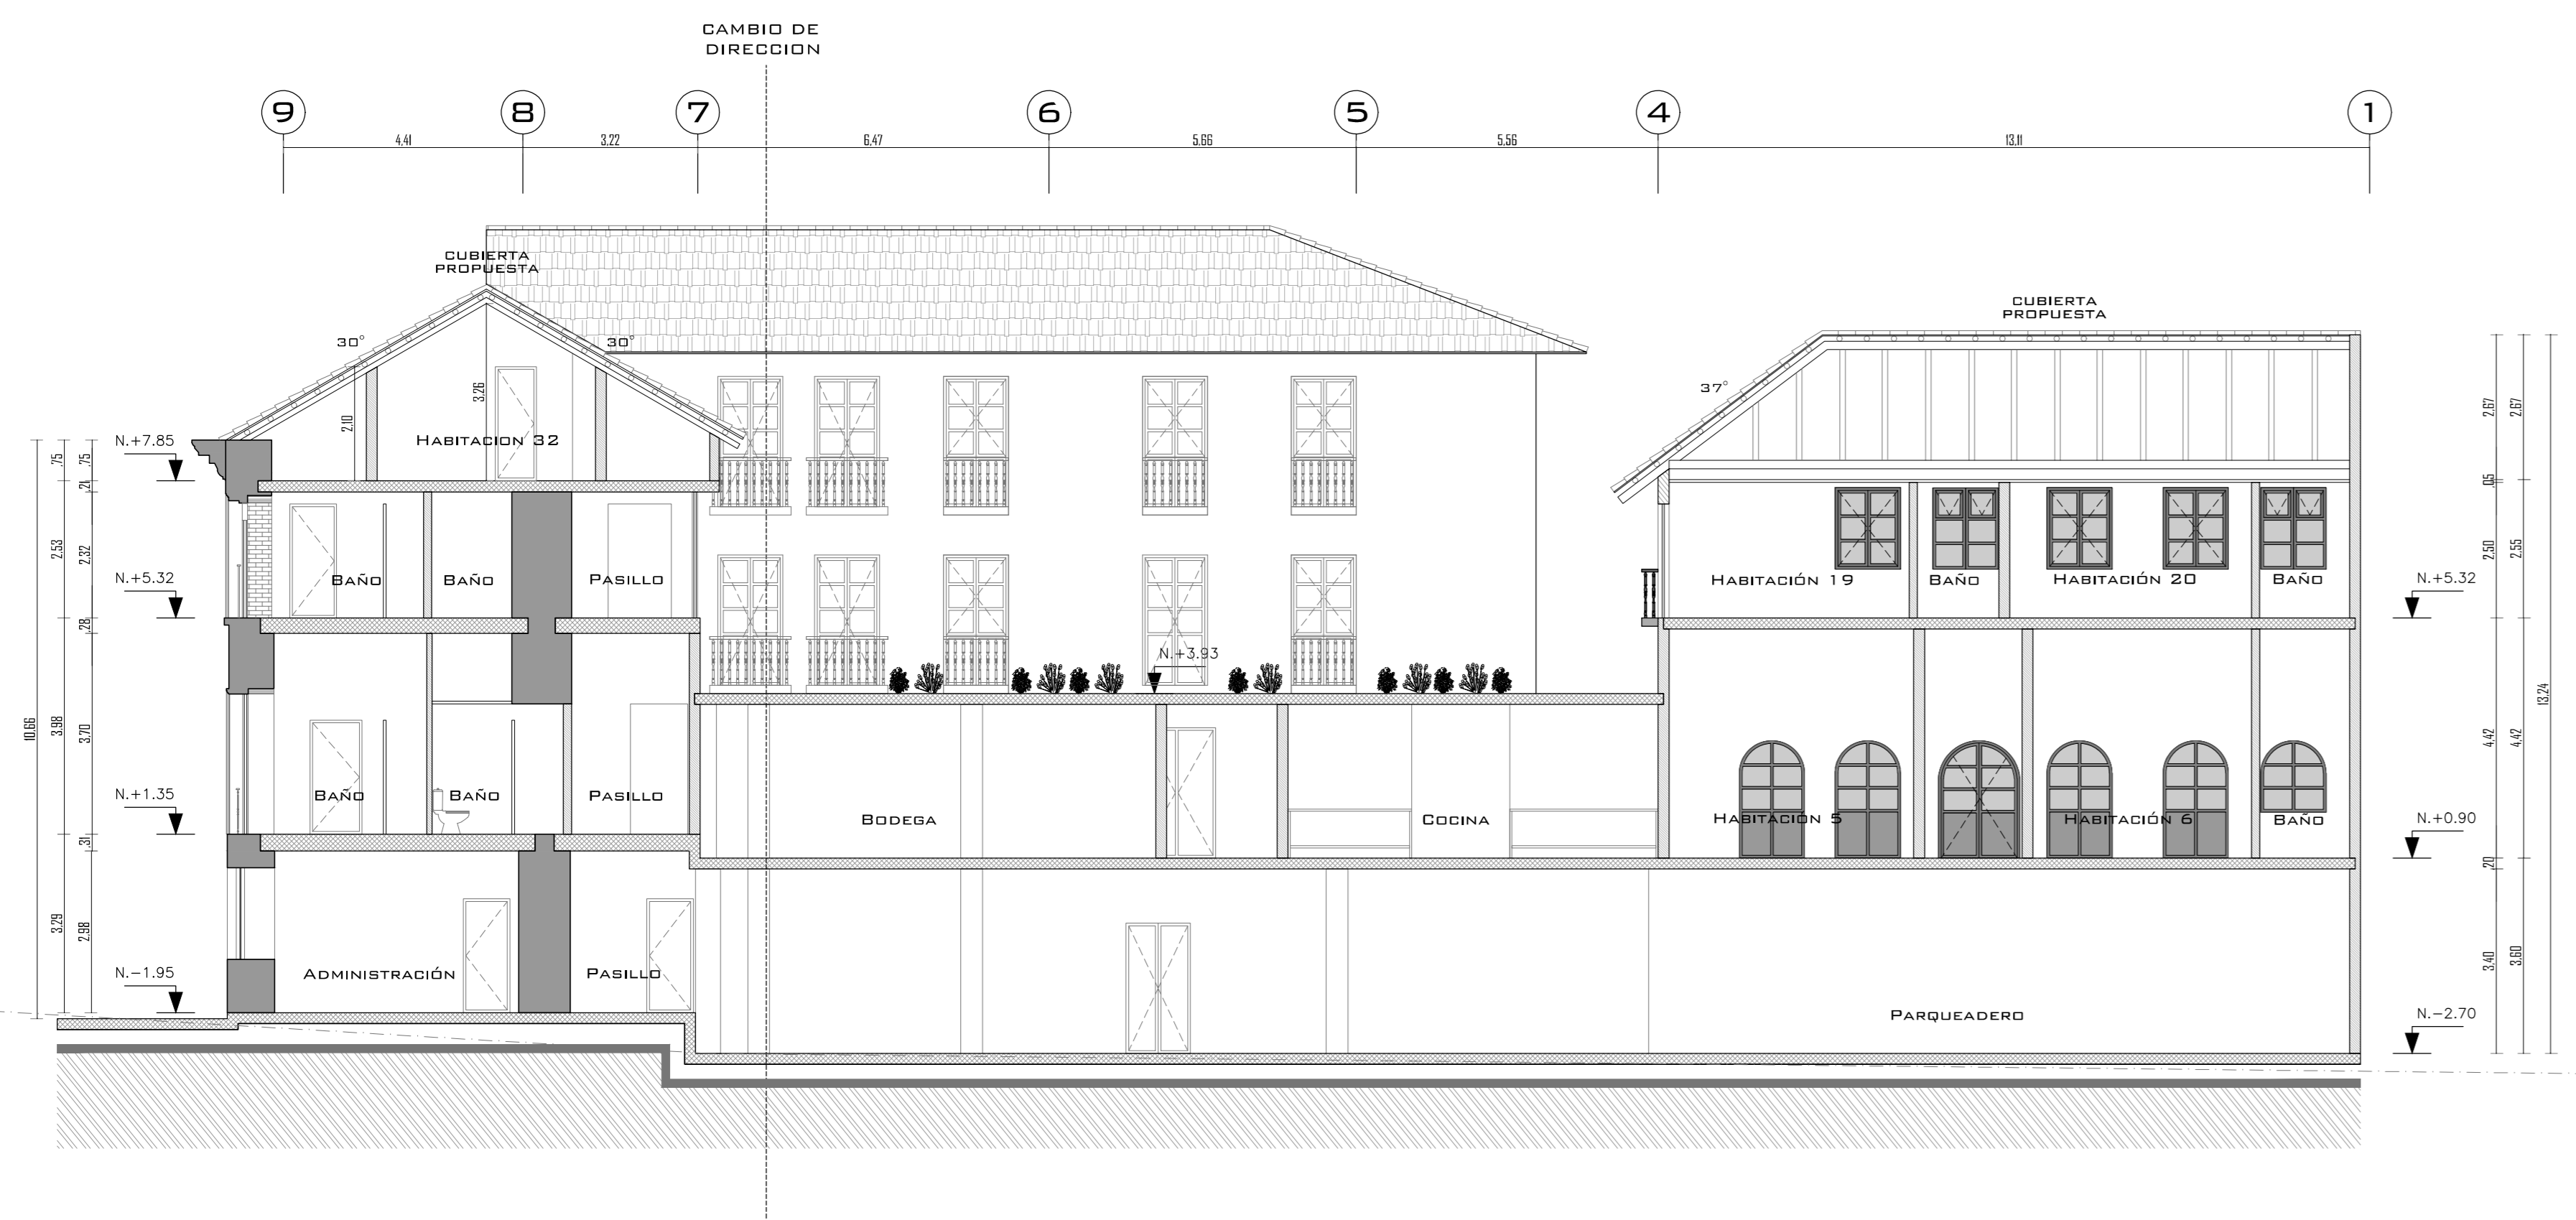 CAMBIO DE
DIRECCION
9 8 7 6 5 4 1
4,41 3,22 6,47 5,66 5,56 13,11
CUBIERTA
PROPUESTA
CUBIERTA
PROPUESTA
30° 30°
37°
3,26
2,10
HABITACION 32
N.+7.85
.75 .75
.21
2,67 2,67
.05
N.+5.32
2,53 2,32
BAÑO BAÑO PASILLO
HABITACIÓN 19 BAÑO HABITACIÓN 20 BAÑO
2,50 2,55
N.+5.32
.28
N.+3.93
10,66 3,98 3,70
4,42 4,42 13,24
N.+1.35
BAÑO BAÑO PASILLO
BODEGA COCINA
HABITACIÓN 5 HABITACIÓN 6 BAÑO
N.+0.90
.31
.20
3,29 2,98
3,40 3,60
N.-1.95
ADMINISTRACIÓN PASILLO
PARQUEADERO
N.-2.70